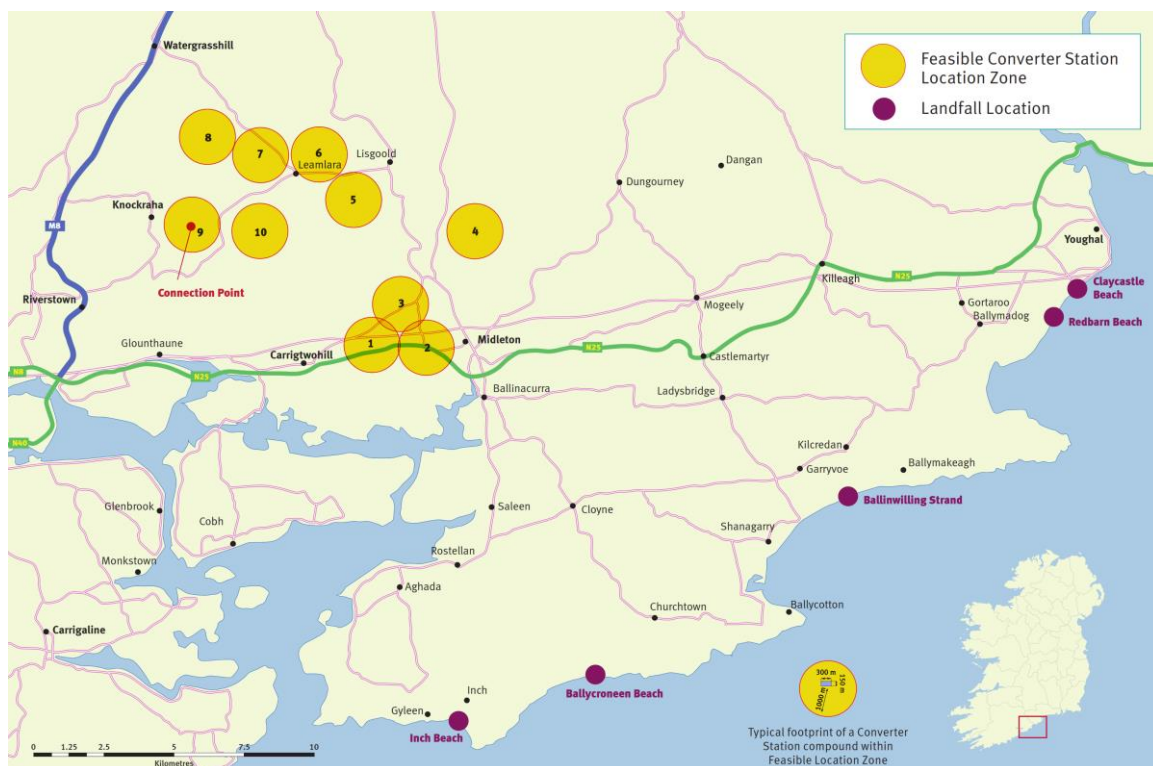 Watergrasshill
Feasible Converter Station
Location Zone
Landfall Location
8
7
6
Leamlara
Lisgoold
Dangan
Dungourney
5
Knockraha
M8
9
10
4
Youghal
N25
Killeagh
Connection Point
Claycastle
Beach
Riverstown
3
Mogeely
Gortaroo
Ballymadog
Redbarn Beach
Glounthaune
1
2
Midleton
N25
Carrigtwohill
Castlemartyr
N8
N25
Ballinacurra
Ladysbridge
N40
Kilcredan
Garryvoe
Ballymakeagh
Ballinwilling Strand
Glenbrook
Cobh
Saleen
Cloyne
Shanagarry
Monkstown
Rostellan
Aghada
Churchtown
Ballycotton
Carrigaline
Ballycroneen Beach
300 m
150 m
1000 m
Inch
Gyleen
Inch Beach
Typical footprint of a Converter
Station compound within
Feasible Location Zone
0 1.25 2.5 5 7.5 10
Kilometres